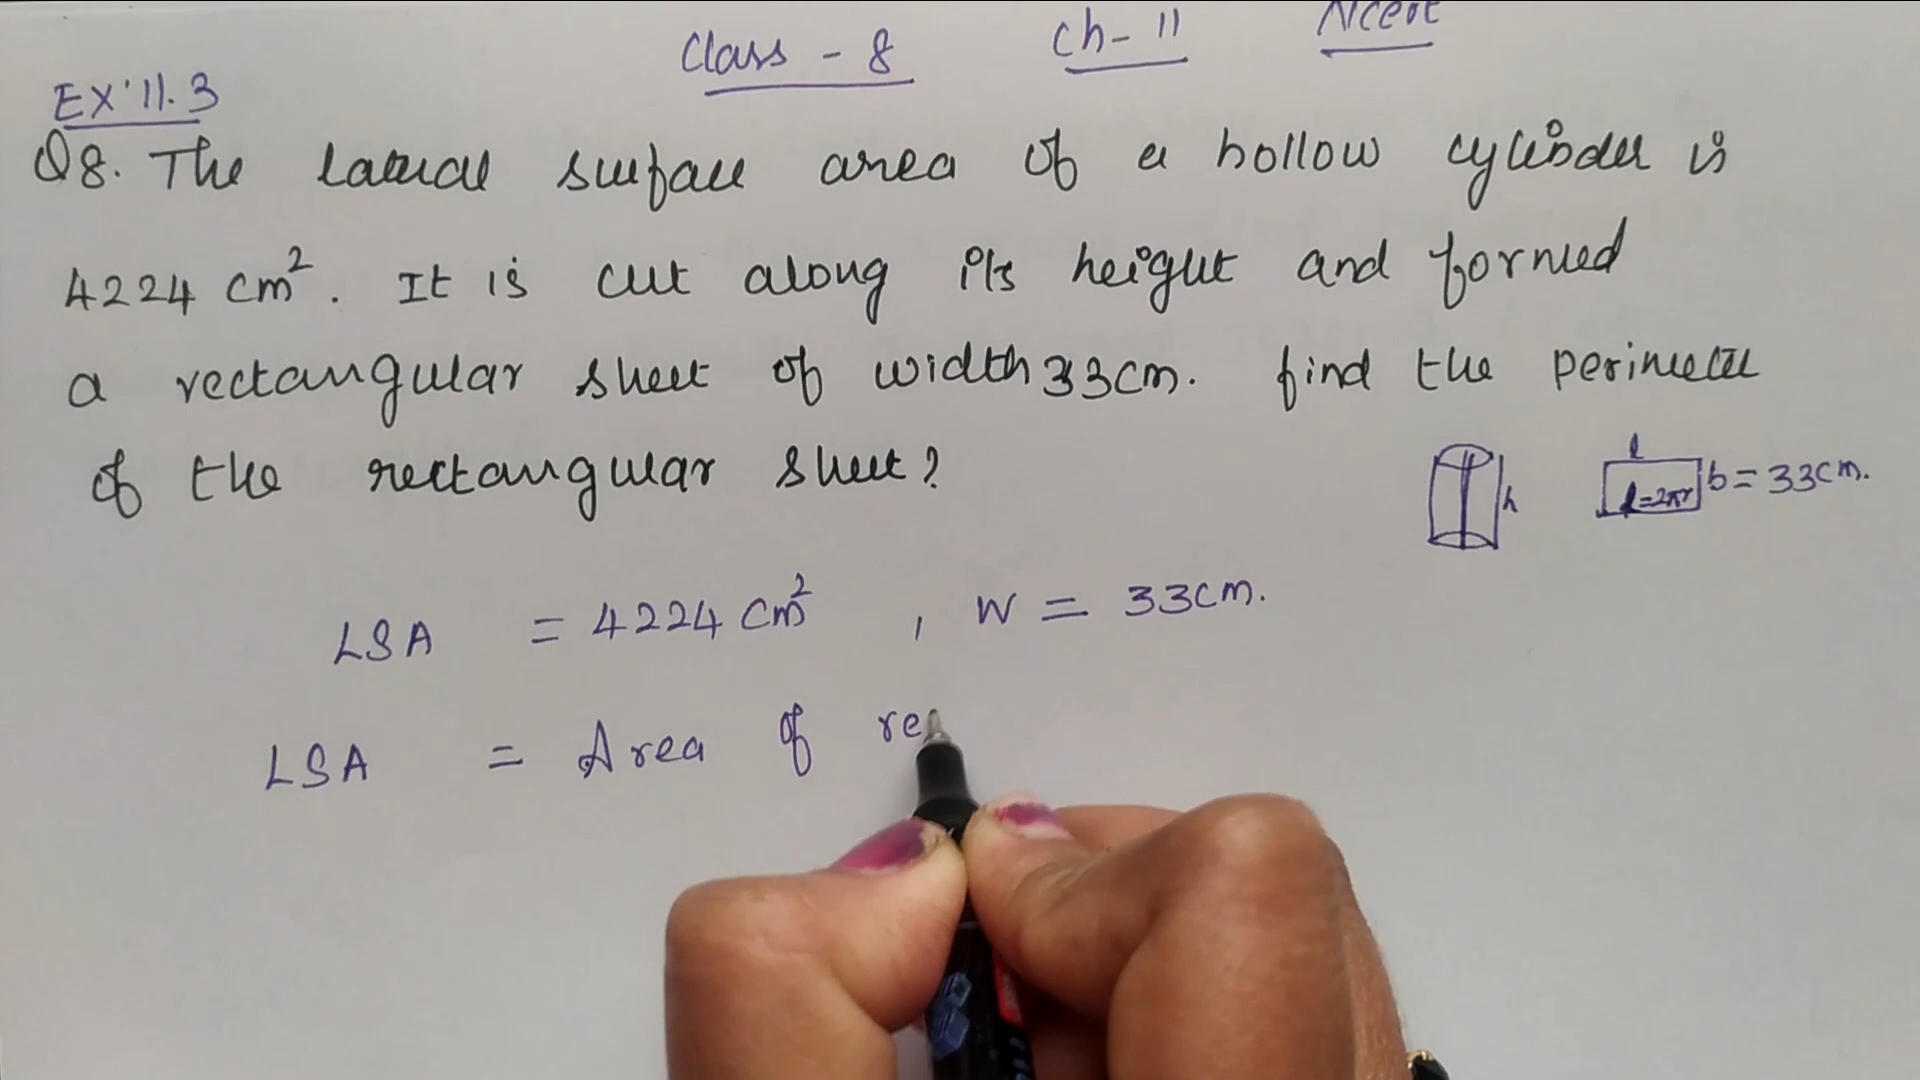 Class - 8 Ch- 11 Ncert
Ex'11.3
Q8. The lateral surface area of a hollow cylinder is
4224 cm². It is cut along its height and formed
a rectangular sheet of width 33cm. find the perimeter
of the rectangular sheet?
l
h l=2πr b = 33cm.
LSA = 4224 cm² , W = 33cm.
LSA = Area of rec